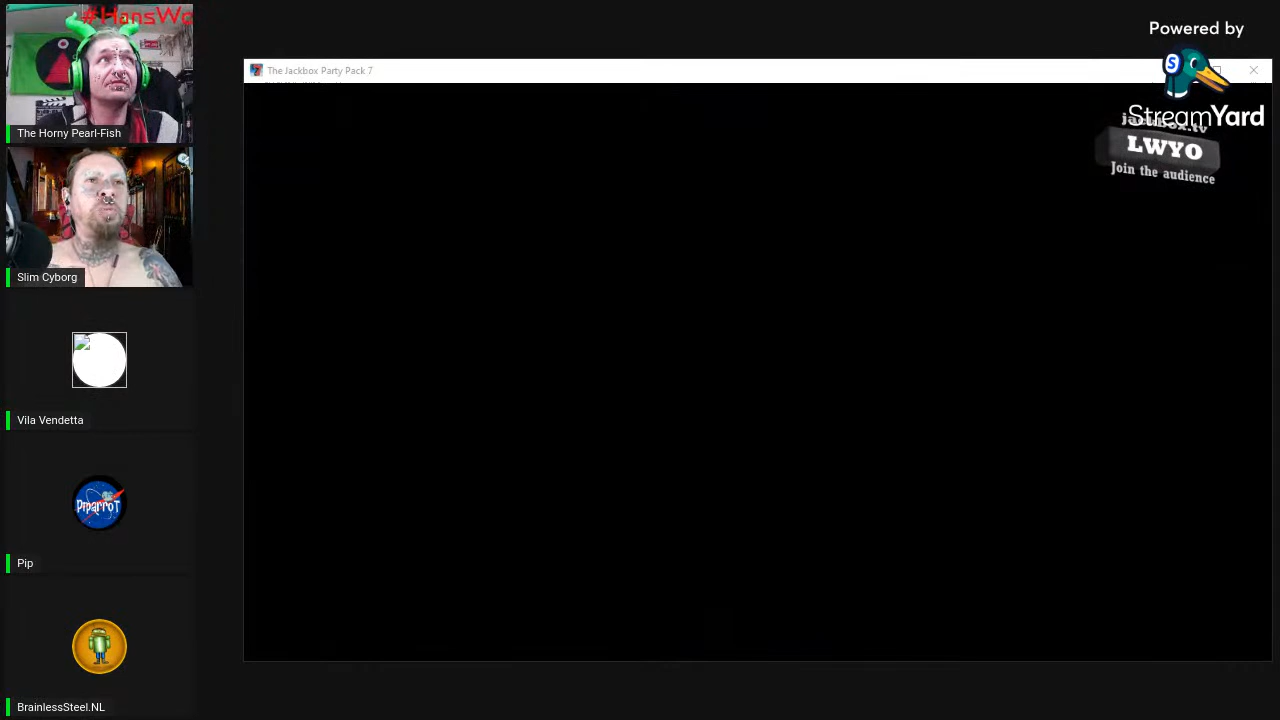 #HansWo
The Horny Pearl-Fish
Slim Cyborg
Vila Vendetta
PiparroT
Pip
BrainlessSteel.NL
The Jackbox Party Pack 7
Powered by
S
StreamYard
jackbox.tv
LWYO
Join the audience